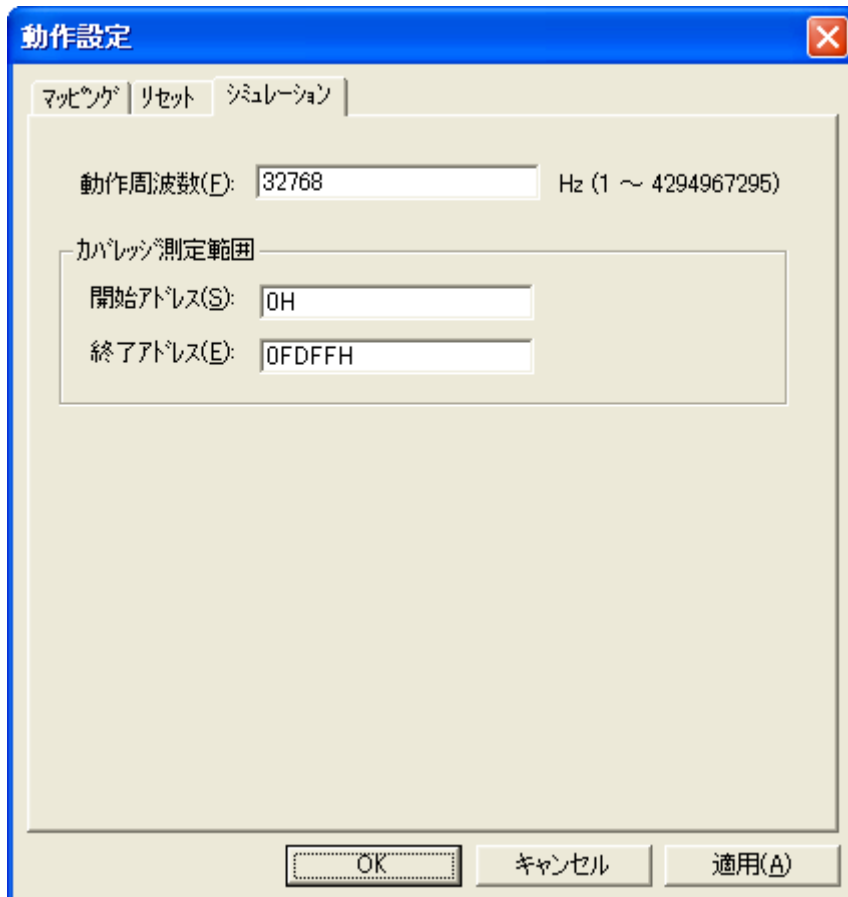 動作設定
ﾏｯﾋﾟﾝｸﾞ ﾘｾｯﾄ ｼﾐｭﾚｰｼｮﾝ
動作周波数(F): 32768 Hz (1 ～ 4294967295)
ｶﾊﾞﾚｯｼﾞ測定範囲
開始ｱﾄﾞﾚｽ(S): 0H
終了ｱﾄﾞﾚｽ(E): 0FDFFH
OK キャンセル 適用(A)